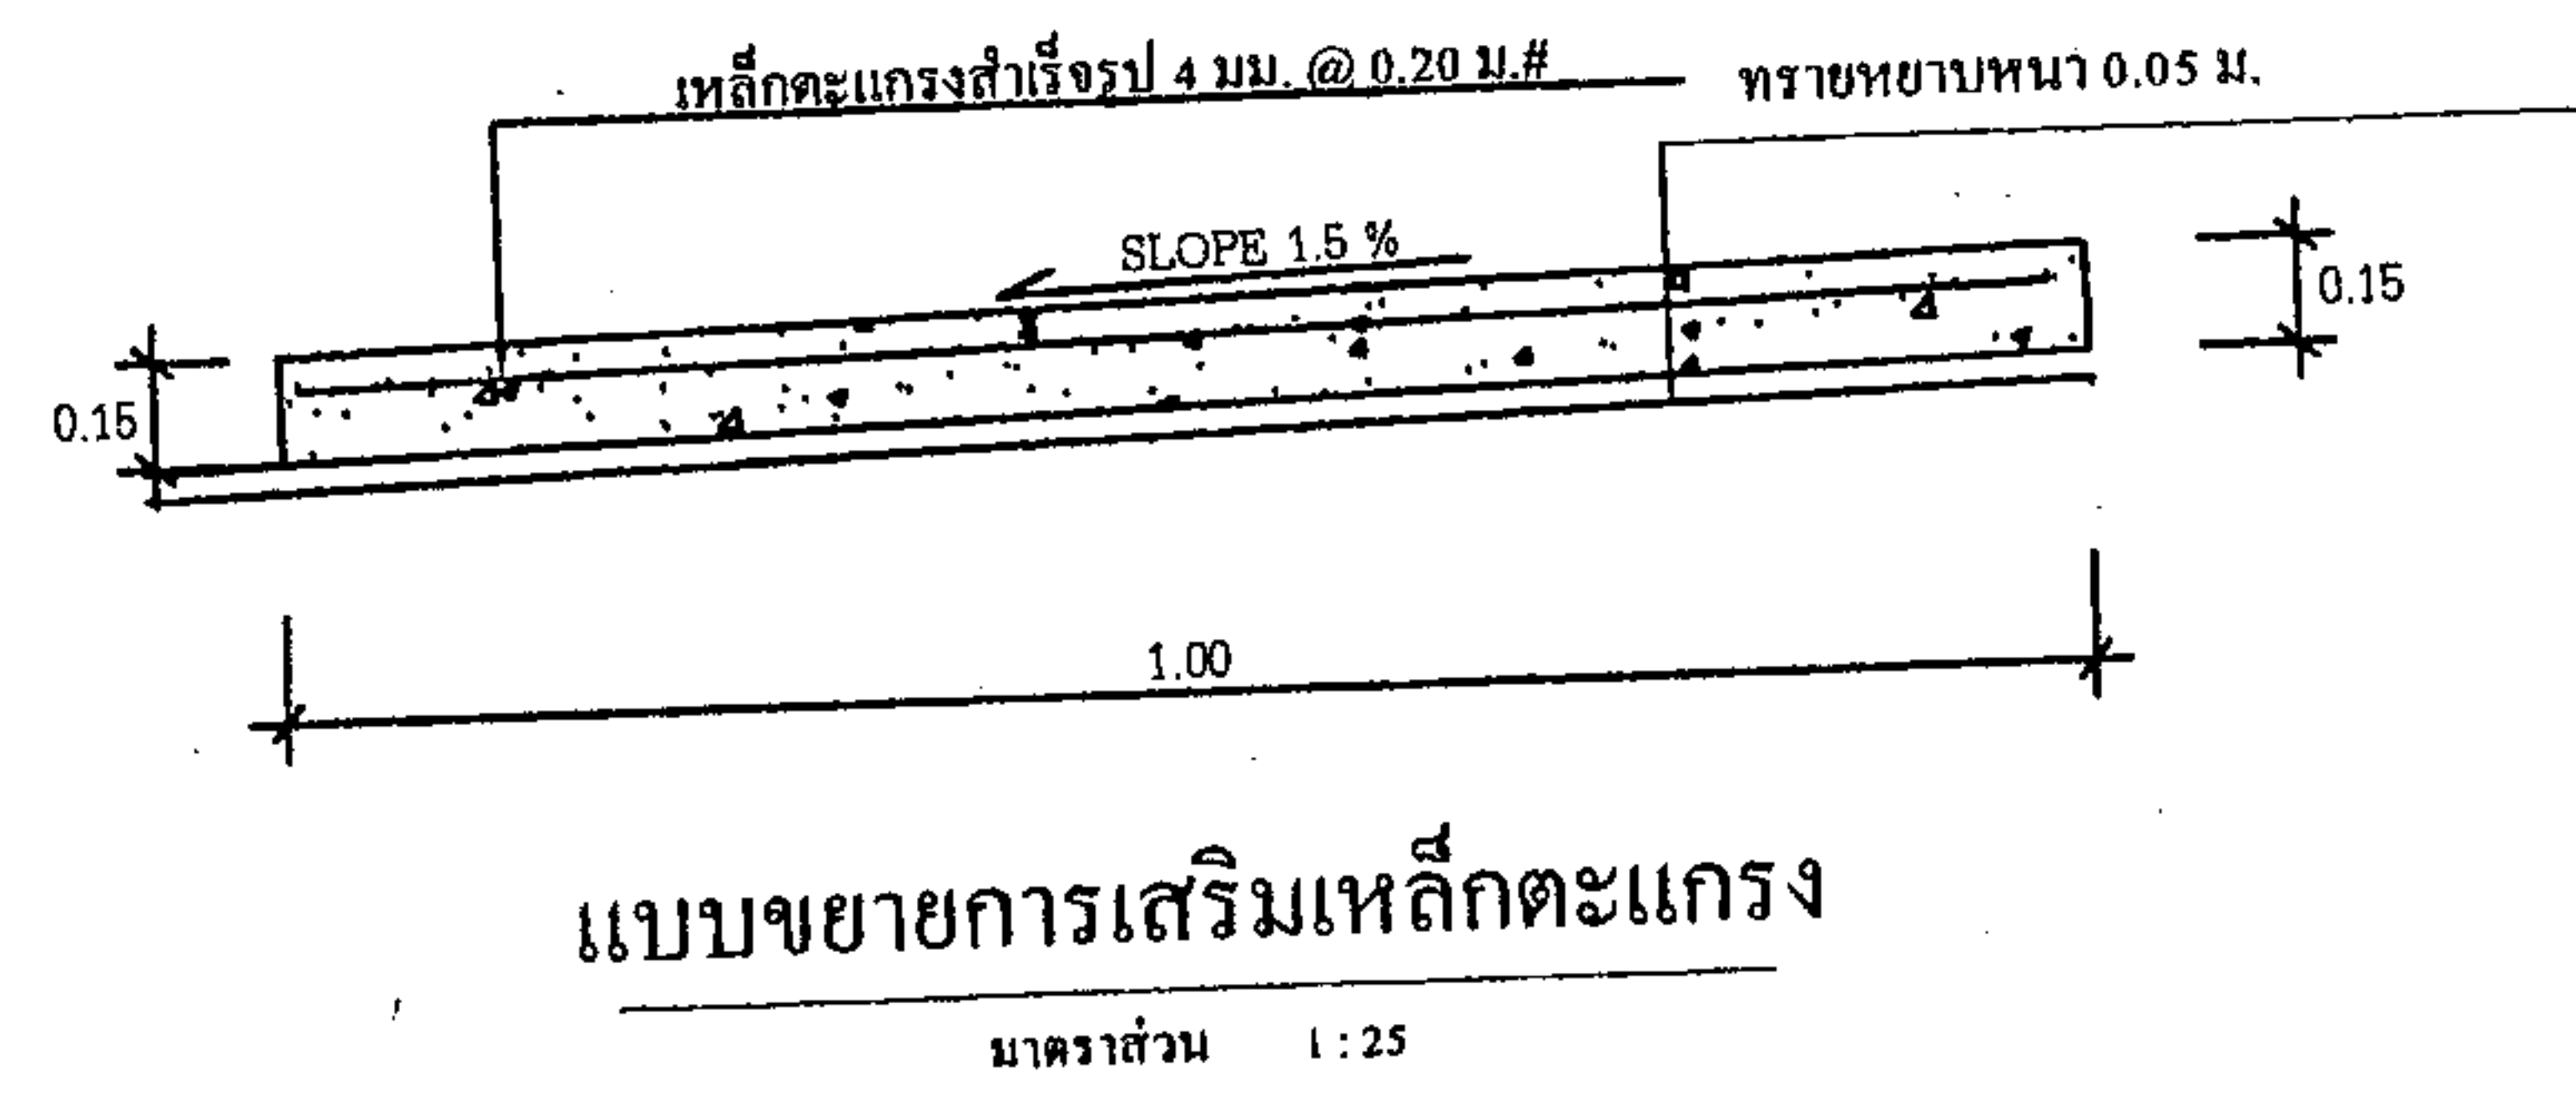 เหล็กตะแกรงสำเร็จรูป 4 มม. @ 0.20 ม.#
ทรายหยาบหนา 0.05 ม.
SLOPE 1.5 %
0.15
0.15
1.00
แบบขยายการเสริมเหล็กตะแกรง
มาตราส่วน 1 : 25